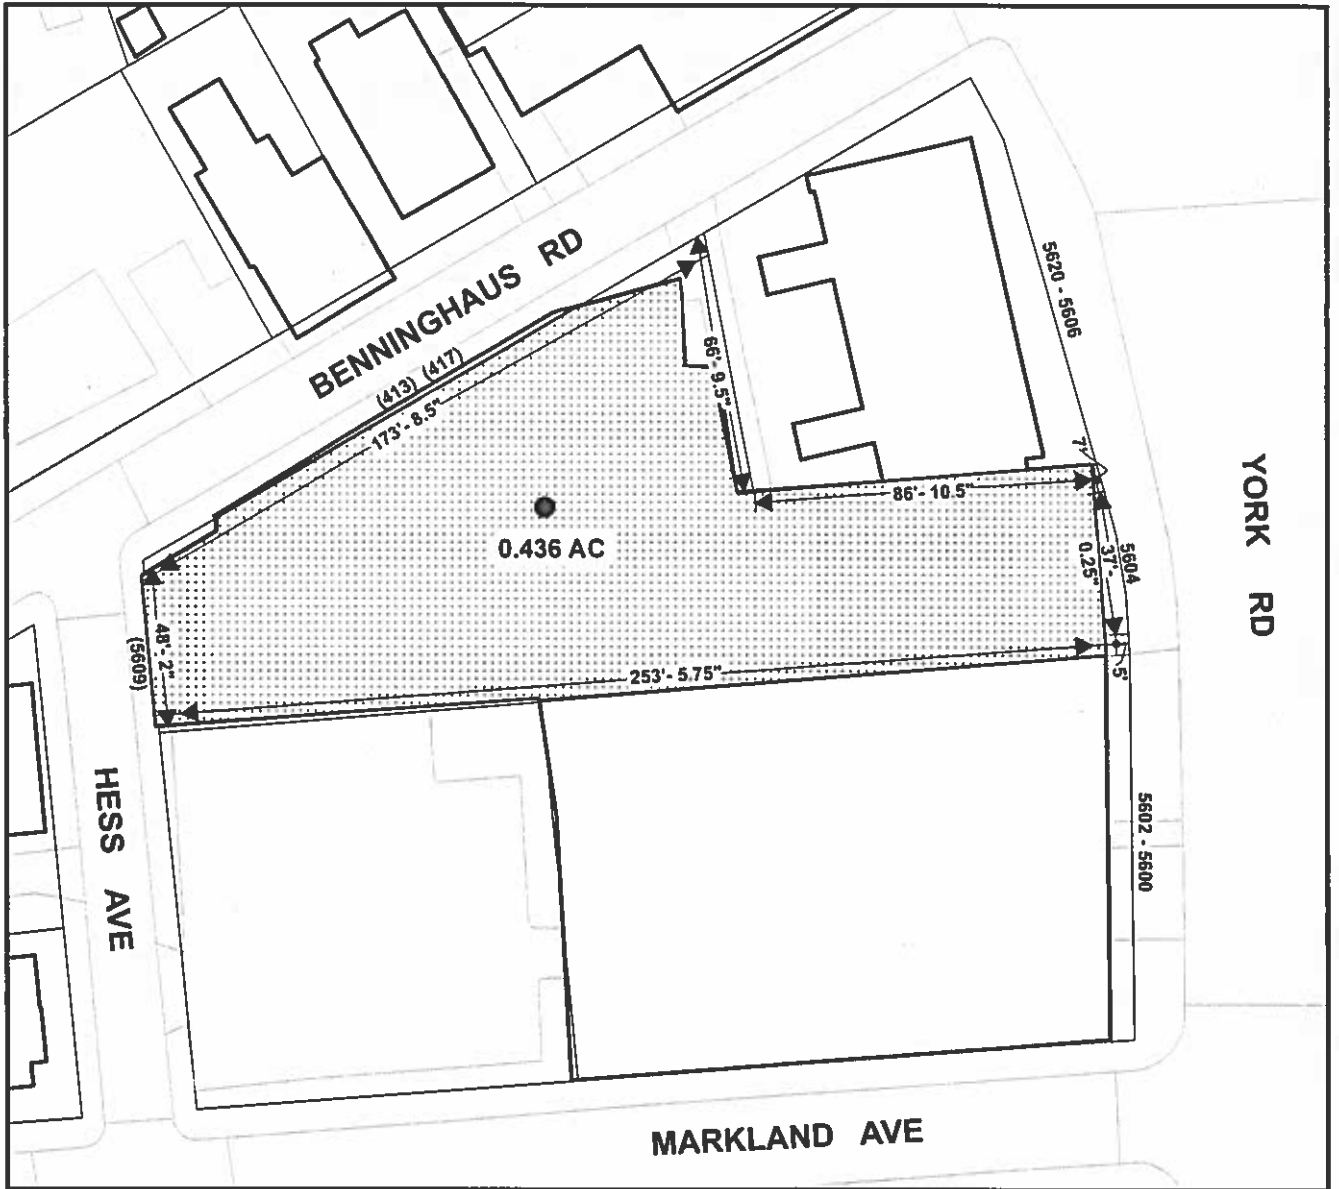 BENNINGHAUS RD
(413) (417)
173'- 8.5"
66'- 9.5"
5620 - 5606
7'
86'- 10.5"
YORK RD
0.436 AC
5604
37'-
0.25"
48'- 2"
(5609)
253'- 5.75"
5'
HESS AVE
5602 - 5600
MARKLAND AVE